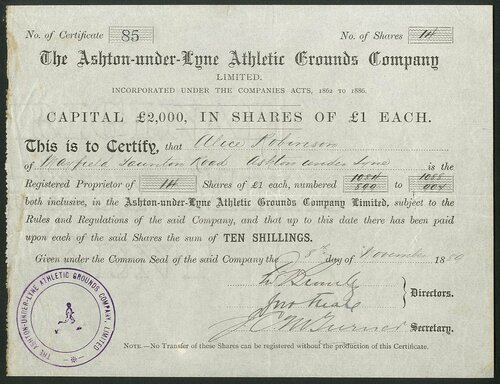 No. of Certificate 85 No. of Shares 14
The Ashton-under-Lyne Athletic Grounds Company
LIMITED.
INCORPORATED UNDER THE COMPANIES ACTS, 1862 TO 1886.
CAPITAL £2,000, IN SHARES OF £1 EACH.
This is to Certify, that Alice Robinson
of Taunton Road Ashton under Lyne is the
Registered Proprietor of 14 Shares of £1 each, numbered to
both inclusive, in the Ashton-under-Lyne Athletic Grounds Company Limited, subject to the
Rules and Regulations of the said Company, and that up to this date there has been paid
upon each of the said Shares the sum of TEN SHILLINGS.
Given under the Common Seal of said Company the 8th day of November 18
Directors.
Secretary.
THE ASHTON-UNDER-LYNE ATHLETIC GROUNDS COMPANY, LIMITED
NOTE.—No Transfer of these Shares can be registered without the production of this Certificate.